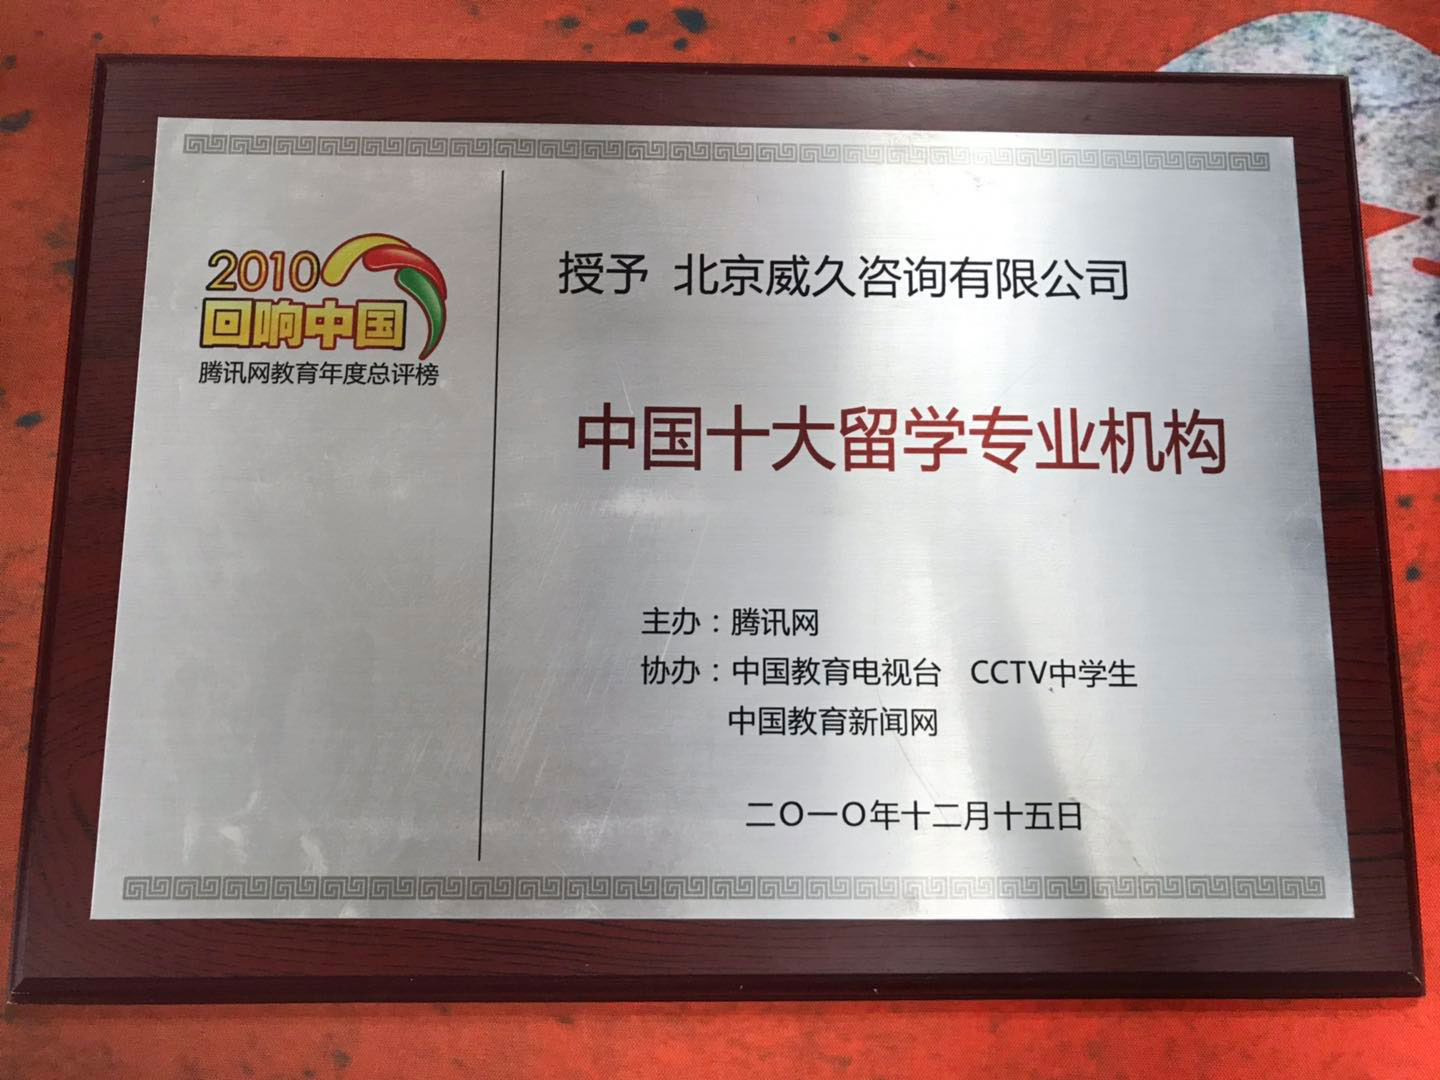 2010
回响中国
腾讯网教育年度总评榜
授予 北京威久咨询有限公司
中国十大留学专业机构
主办：腾讯网
协办：中国教育电视台 CCTV中学生
中国教育新闻网
二〇一〇年十二月十五日